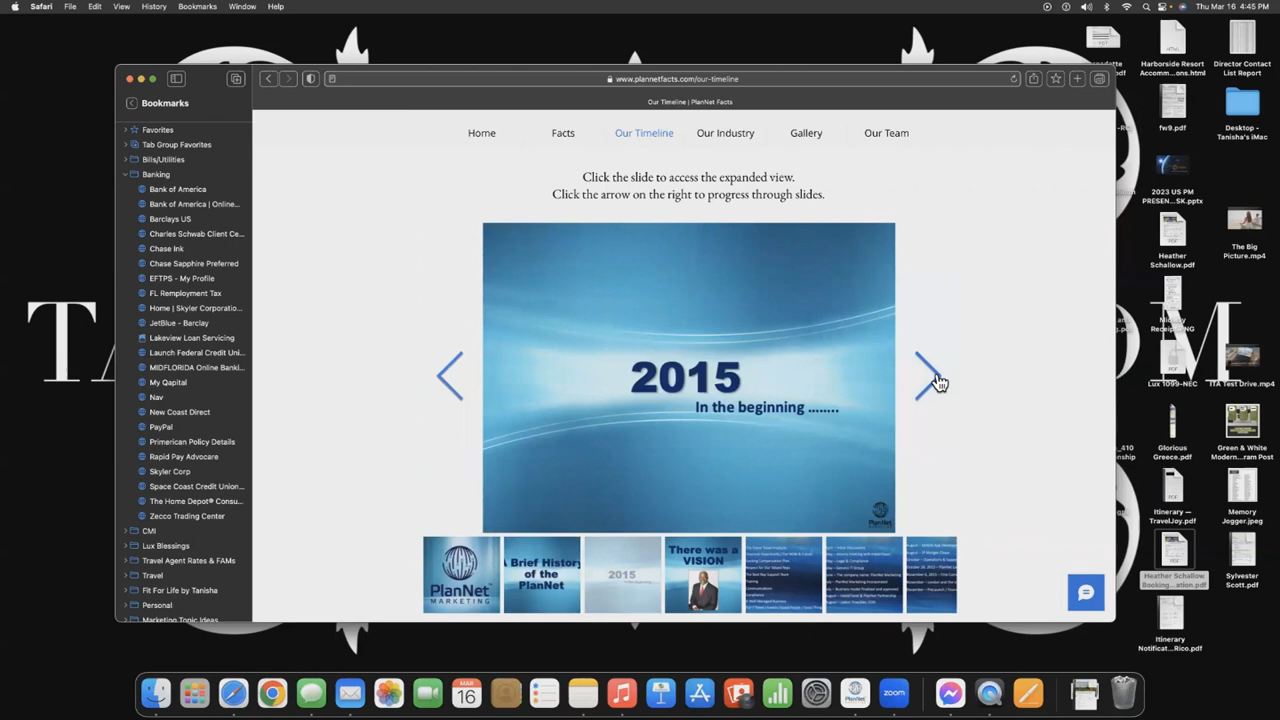 Safari File Edit View History Bookmarks Window Help
Thu Mar 16 4:45 PM
Bookmarks
www.plannetfacts.com/our-timeline
Our Timeline | PlanNet Facts
Favorites
Tab Group Favorites
Bills/Utilities
Banking
Bank of America
Bank of America | Online...
Barclays US
Charles Schwab Client Ce...
Chase Ink
Chase Sapphire Preferred
EFTPS - My Profile
FL Remployment Tax
Home | Skyler Corporatio...
JetBlue - Barclay
Lakeview Loan Servicing
Launch Federal Credit Uni...
MIDFLORIDA Online Banki...
My Qapital
Nav
New Coast Direct
PayPal
Primerican Policy Details
Rapid Pay Advocare
Skyler Corp
Space Coast Credit Union...
The Home Depot® Consu...
Zecco Trading Center
CMI
Lux Blessings
Travel Agent Rates & FAMs
Travel
Fit For Life by Tanisha
Personal
Marketing Topic Ideas
Home Facts Our Timeline Our Industry Gallery Our Team
Click the slide to access the expanded view.
Click the arrow on the right to progress through slides.
2015
In the beginning ........
PlanNet
PlanNet
MARKETING
A Brief History
of the
PlanNet
2015
There was a
VISION
Harborside Resort
Accomm...ons.html
Director Contact
List Report
fw9.pdf
Desktop -
Tanisha's iMac
2023 US PM
PRESEN...SK.pptx
Heather
Schallow.pdf
The Big
Picture.mp4
Lux 1099-NEC
ITA Test Drive.mp4
Glorious
Greece.pdf
Green & White
Modern...ram Post
Itinerary —
TravelJoy.pdf
Memory
Jogger.jpeg
Heather Schallow
Booking...ation.pdf
Sylvester
Scott.pdf
Itinerary
Notificat...Rico.pdf
MAR
16
zoom